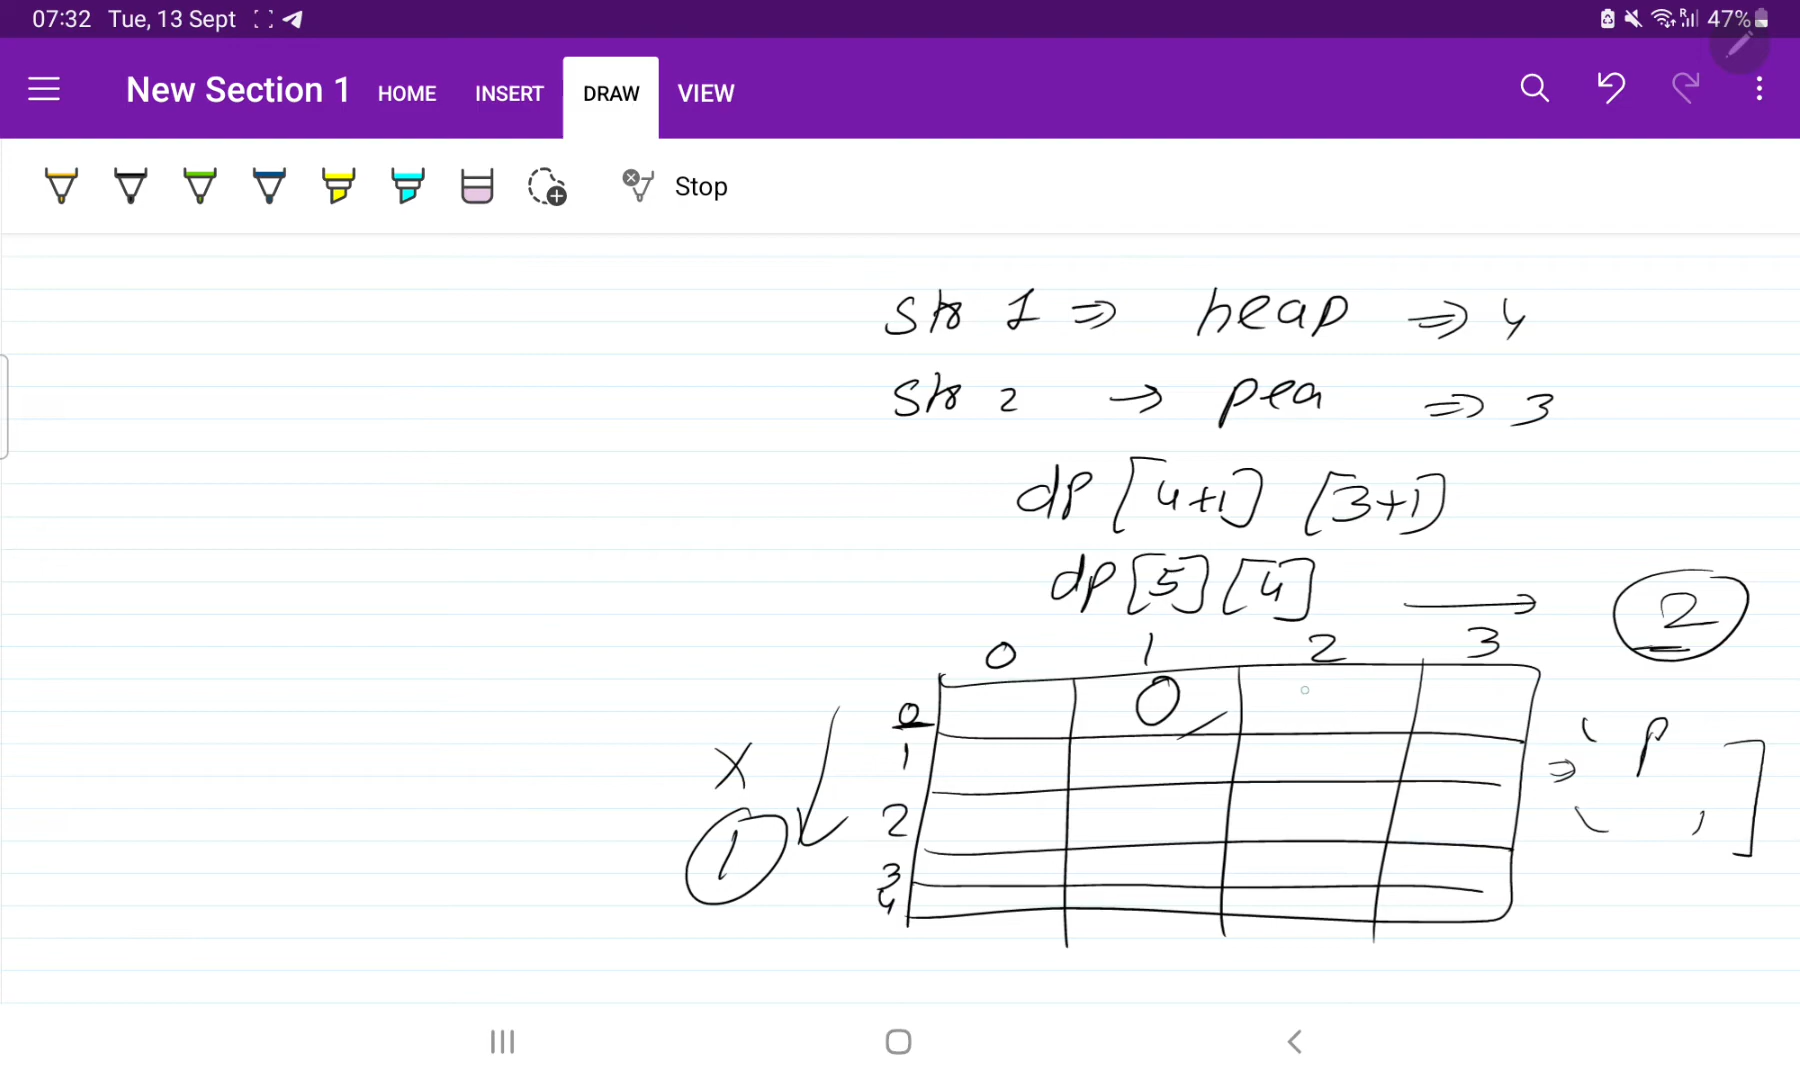 07:32 Tue, 13 Sept 47%
New Section 1 HOME INSERT DRAW VIEW
Stop
str 1 ⇒ heap ⇒ 4
str 2 → pea ⇒ 3
dp [4+1] [3+1]
dp [5] [4] → 2
0 1 2 3
0 0
1
X ⇒ ( p ]
2
1
3
4